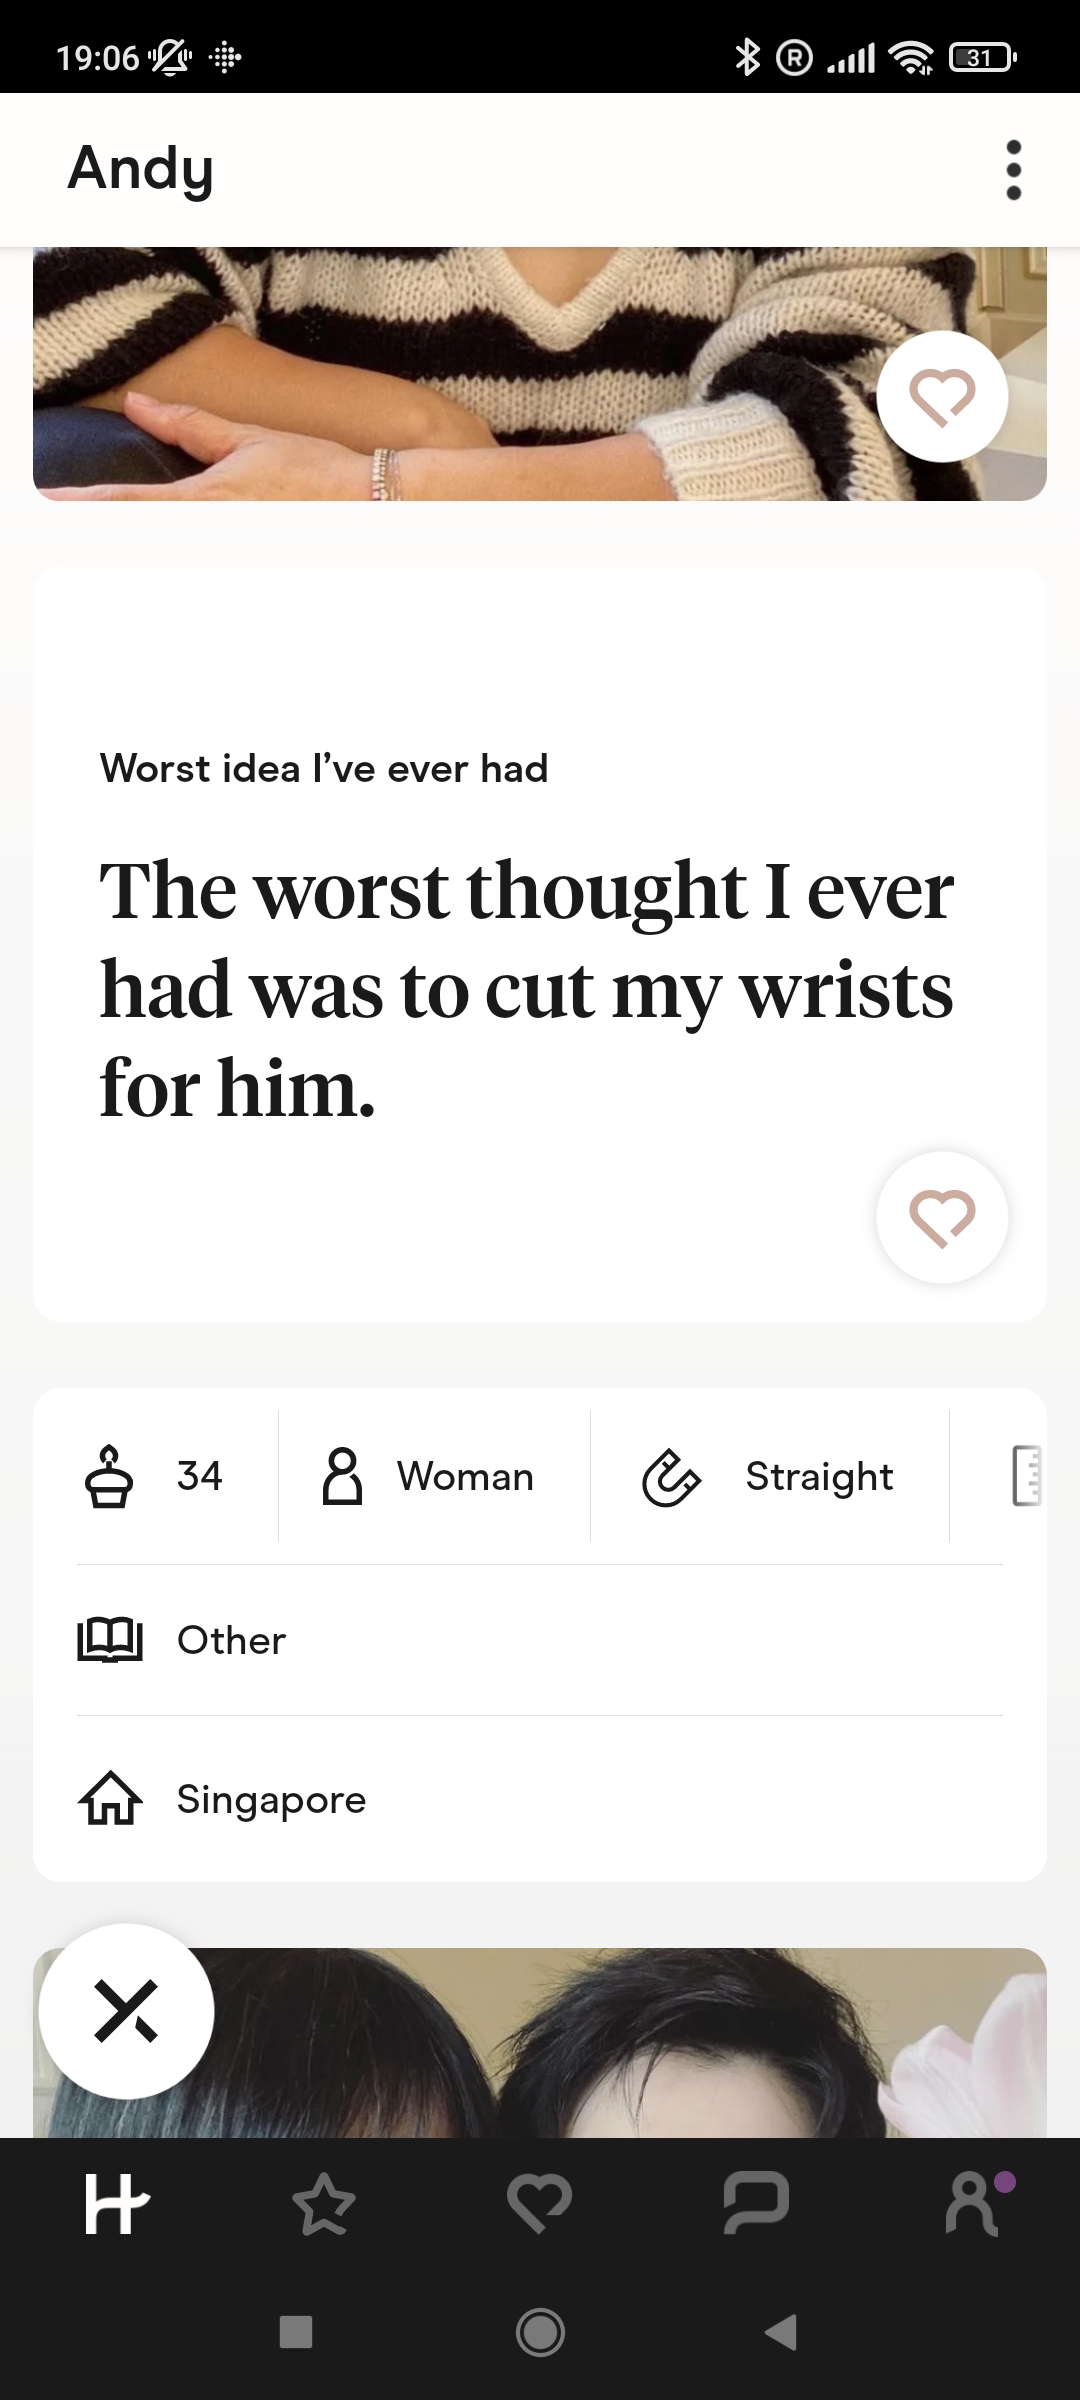 19:06
31
Andy
Worst idea I’ve ever had
The worst thought I ever
had was to cut my wrists
for him.
34 Woman Straight
Other
Singapore